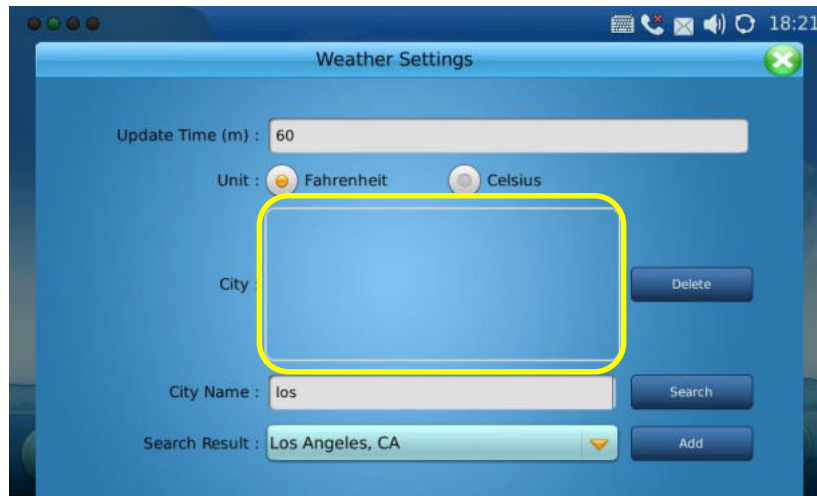 18:21
Weather Settings
Update Time (m) : 60
Unit : Fahrenheit Celsius
City : Delete
City Name : los Search
Search Result : Los Angeles, CA Add